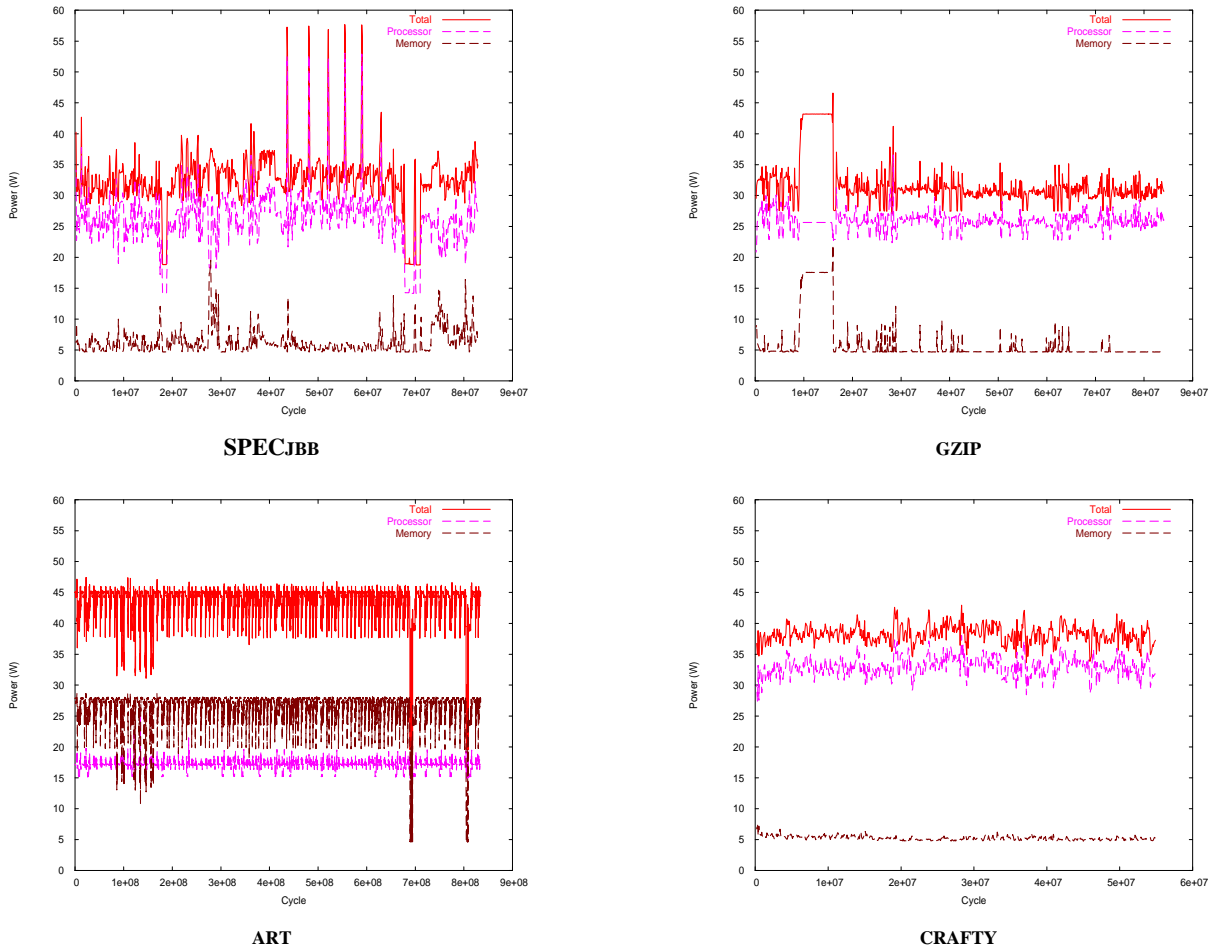 60
55
50
45
40
35
30
25
20
15
10
5
0
Power (W)
Total
Processor
Memory
0 1e+07 2e+07 3e+07 4e+07 5e+07 6e+07 7e+07 8e+07 9e+07
Cycle
SPECJBB
60
55
50
45
40
35
30
25
20
15
10
5
0
Power (W)
Total
Processor
Memory
0 1e+07 2e+07 3e+07 4e+07 5e+07 6e+07 7e+07 8e+07 9e+07
Cycle
GZIP
60
55
50
45
40
35
30
25
20
15
10
5
0
Power (W)
Total
Processor
Memory
0 1e+08 2e+08 3e+08 4e+08 5e+08 6e+08 7e+08 8e+08 9e+08
Cycle
ART
60
55
50
45
40
35
30
25
20
15
10
5
0
Power (W)
Total
Processor
Memory
0 1e+07 2e+07 3e+07 4e+07 5e+07 6e+07
Cycle
CRAFTY